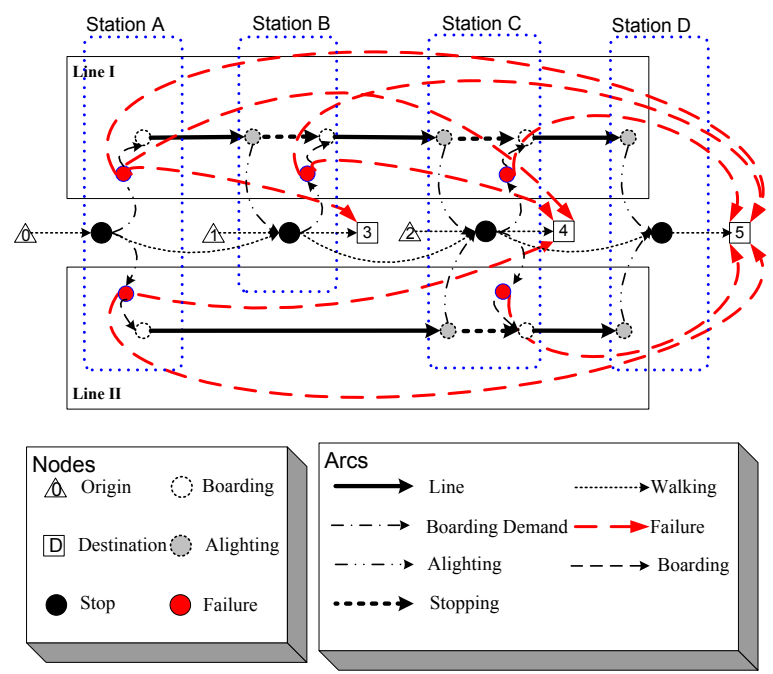 Station A
Station B
Station C
Station D
Line I
0
1
3
2
4
5
Line II
Nodes
0 Origin
Boarding
D Destination
Alighting
Stop
Failure
Arcs
Line
Walking
Boarding Demand
Failure
Alighting
Boarding
Stopping